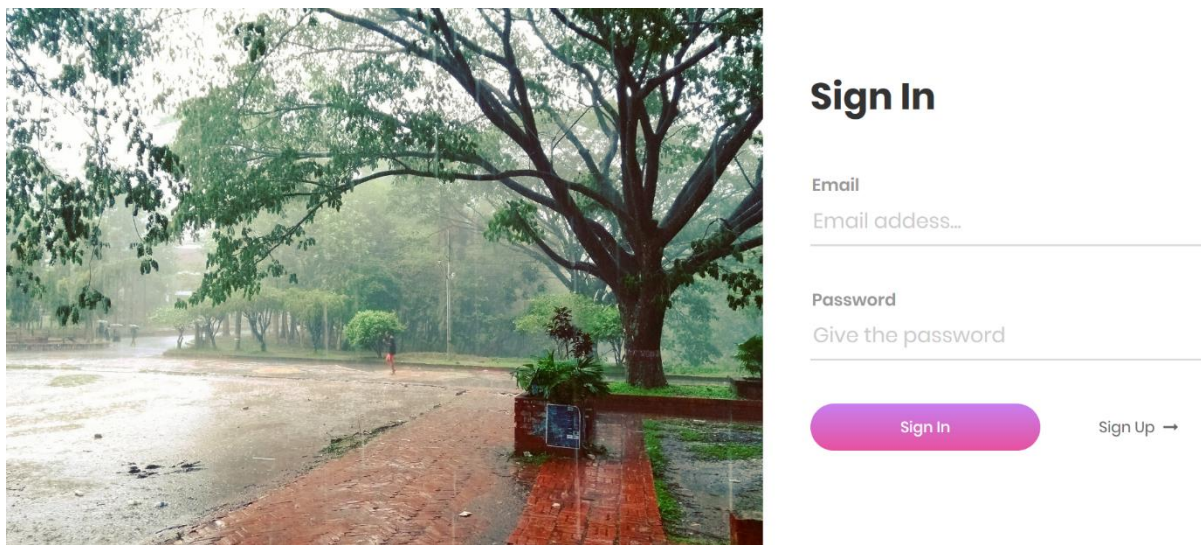 Sign In
Email
Email addess...
Password
Give the password
Sign In
Sign Up →